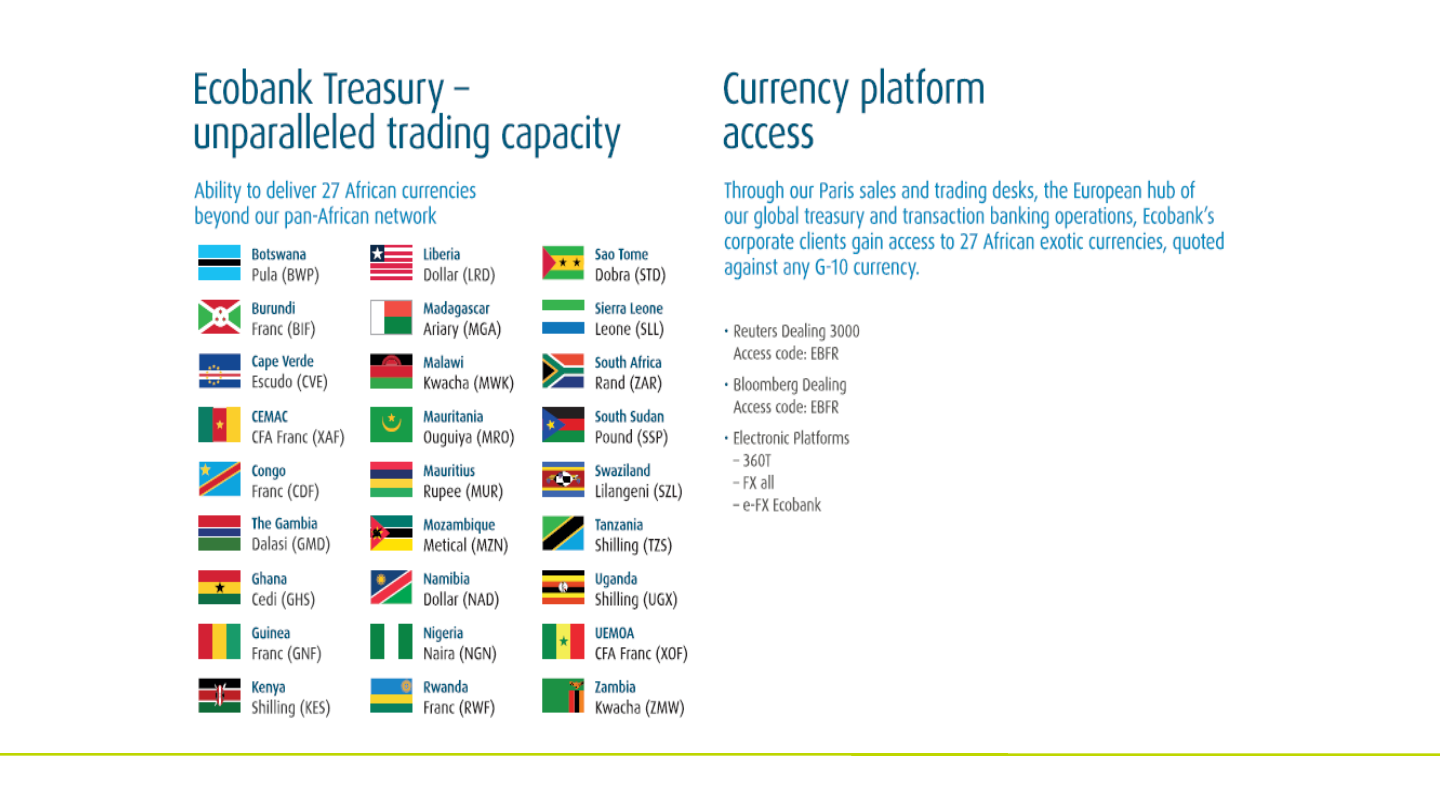 Ecobank Treasury –
unparalleled trading capacity
Ability to deliver 27 African currencies
beyond our pan-African network
Botswana
Pula (BWP)
Burundi
Franc (BIF)
Cape Verde
Escudo (CVE)
CEMAC
CFA Franc (XAF)
Congo
Franc (CDF)
The Gambia
Dalasi (GMD)
Ghana
Cedi (GHS)
Guinea
Franc (GNF)
Kenya
Shilling (KES)
Liberia
Dollar (LRD)
Madagascar
Ariary (MGA)
Malawi
Kwacha (MWK)
Mauritania
Ouguiya (MRO)
Mauritius
Rupee (MUR)
Mozambique
Metical (MZN)
Namibia
Dollar (NAD)
Nigeria
Naira (NGN)
Rwanda
Franc (RWF)
Sao Tome
Dobra (STD)
Sierra Leone
Leone (SLL)
South Africa
Rand (ZAR)
South Sudan
Pound (SSP)
Swaziland
Lilangeni (SZL)
Tanzania
Shilling (TZS)
Uganda
Shilling (UGX)
UEMOA
CFA Franc (XOF)
Zambia
Kwacha (ZMW)
Currency platform
access
Through our Paris sales and trading desks, the European hub of
our global treasury and transaction banking operations, Ecobank’s
corporate clients gain access to 27 African exotic currencies, quoted
against any G-10 currency.
• Reuters Dealing 3000
Access code: EBFR
• Bloomberg Dealing
Access code: EBFR
• Electronic Platforms
– 360T
– FX all
– e-FX Ecobank